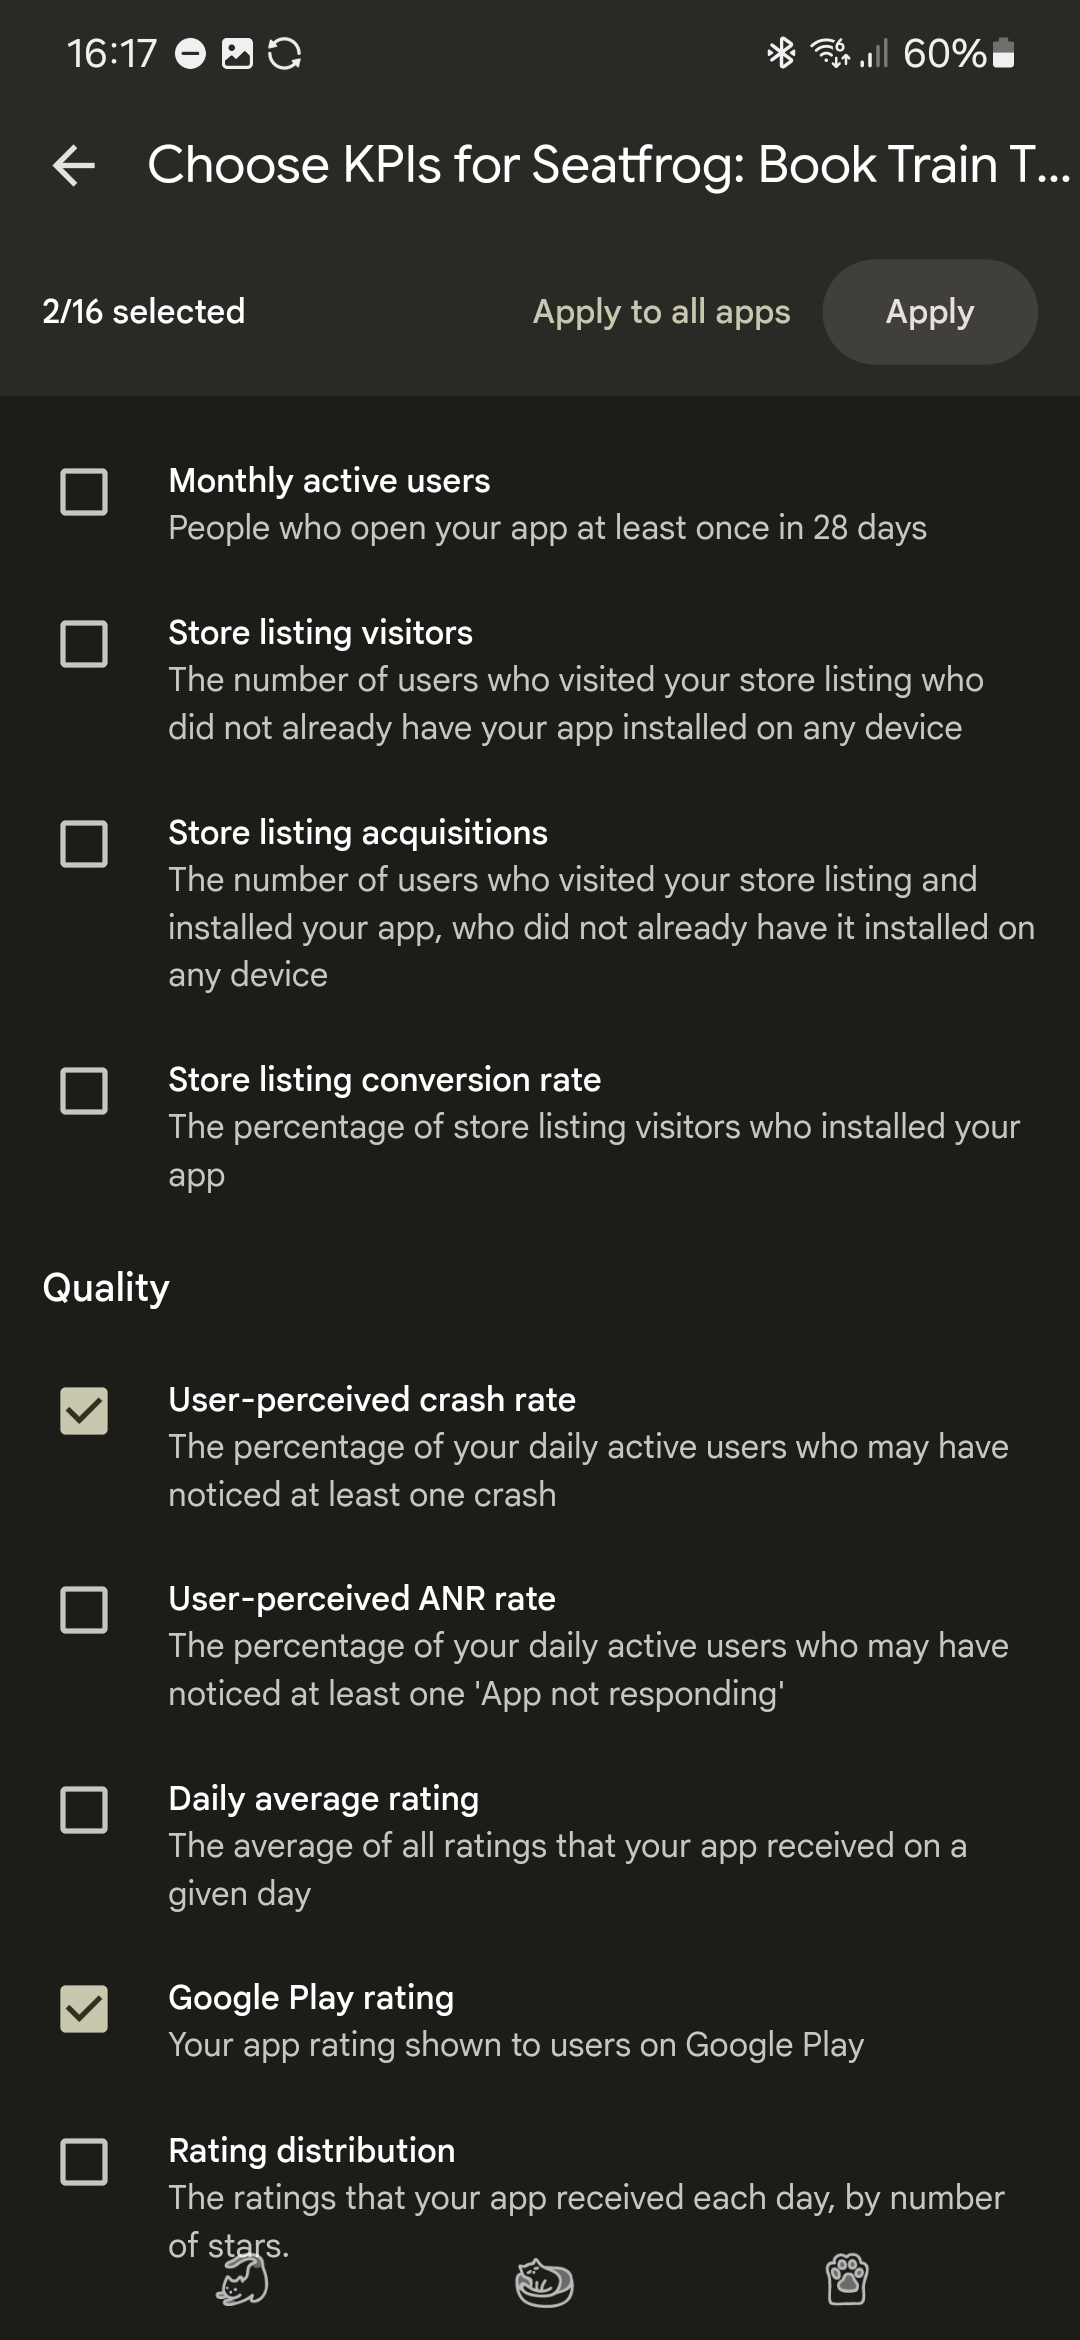 16:17
60%
Choose KPIs for Seatfrog: Book Train T...
2/16 selected
Apply to all apps
Apply
Monthly active users
People who open your app at least once in 28 days
Store listing visitors
The number of users who visited your store listing who
did not already have your app installed on any device
Store listing acquisitions
The number of users who visited your store listing and
installed your app, who did not already have it installed on
any device
Store listing conversion rate
The percentage of store listing visitors who installed your
app
Quality
User-perceived crash rate
The percentage of your daily active users who may have
noticed at least one crash
User-perceived ANR rate
The percentage of your daily active users who may have
noticed at least one 'App not responding'
Daily average rating
The average of all ratings that your app received on a
given day
Google Play rating
Your app rating shown to users on Google Play
Rating distribution
The ratings that your app received each day, by number
of stars.